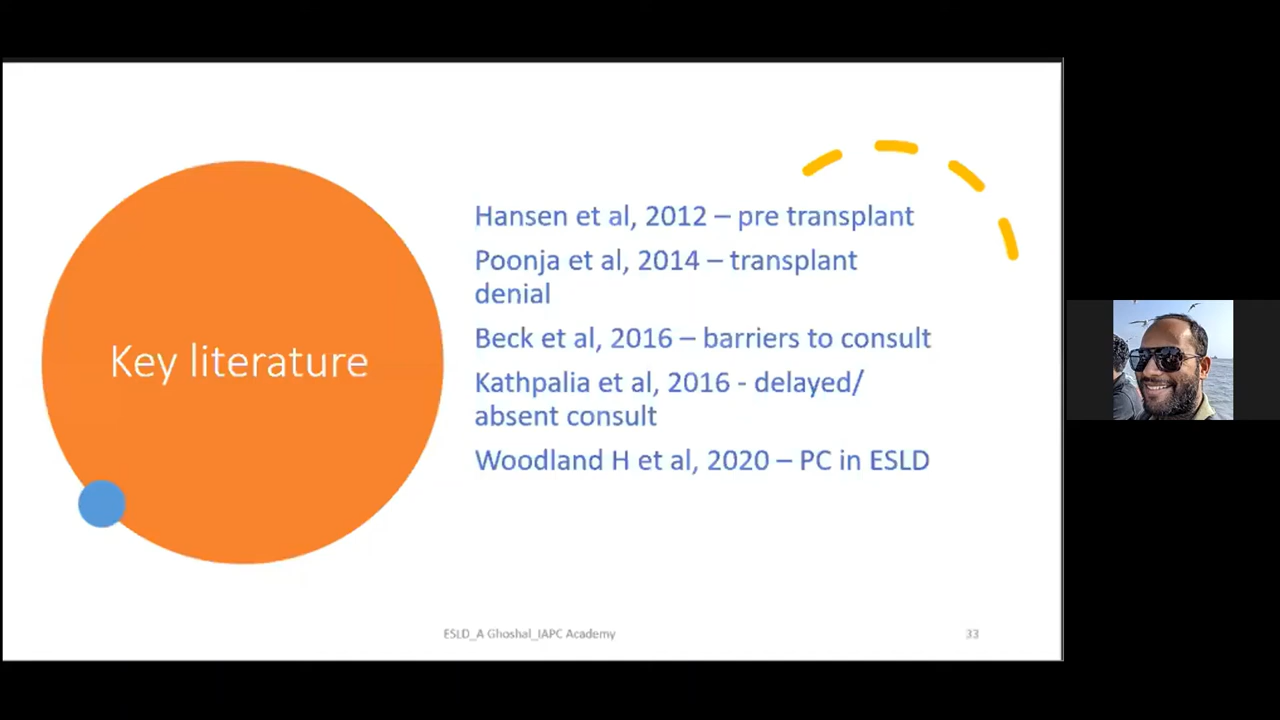 Key literature
Hansen et al, 2012 – pre transplant
Poonja et al, 2014 – transplant
denial
Beck et al, 2016 – barriers to consult
Kathpalia et al, 2016 - delayed/
absent consult
Woodland H et al, 2020 – PC in ESLD
ESLD_A Ghoshal_IAPC Academy
33